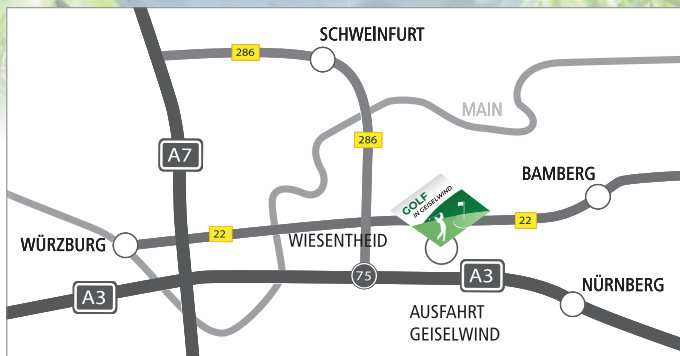 SCHWEINFURT
286
MAIN
286
A7
BAMBERG
GOLF
IN GEISELWIND
22
22
WÜRZBURG
WIESENTHEID
75
A3
A3
NÜRNBERG
AUSFAHRT
GEISELWIND